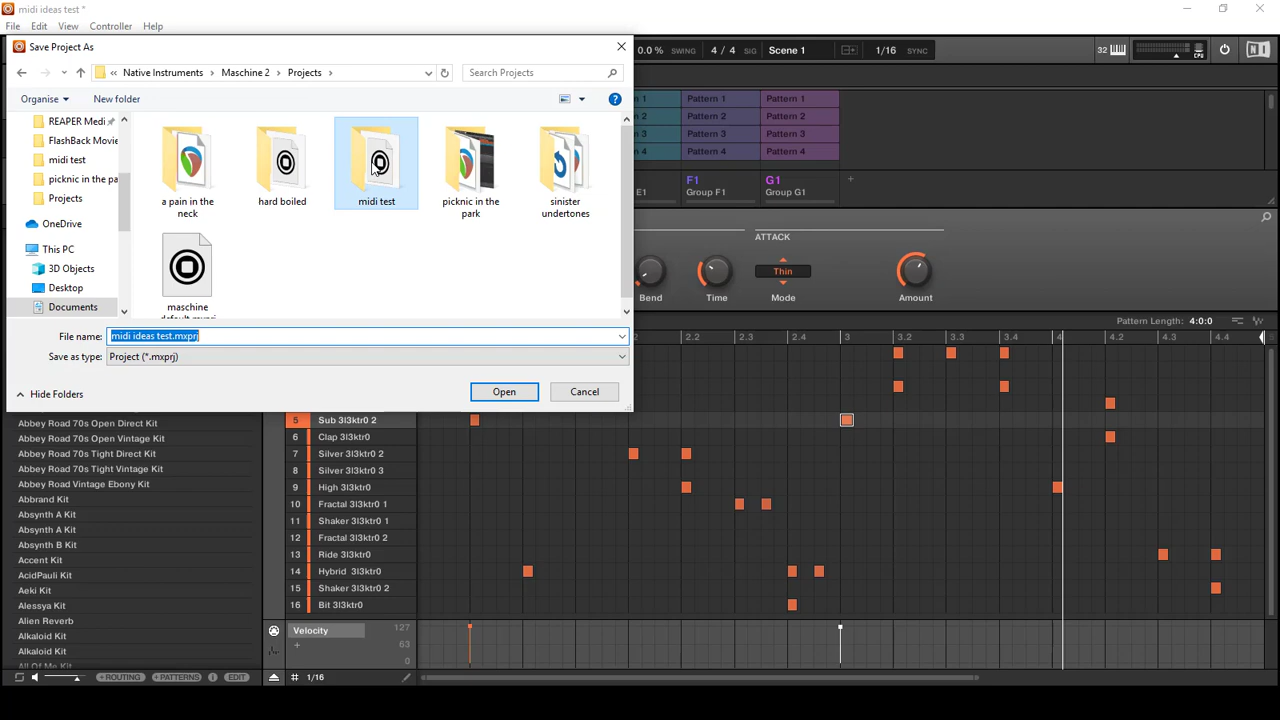 midi ideas test *
File Edit View Controller Help
Save Project As
« Native Instruments > Maschine 2 > Projects >
Search Projects
Organise New folder
REAPER Medi
FlashBack Movie
midi test
picknic in the pa
Projects
OneDrive
This PC
3D Objects
Desktop
Documents
a pain in the
neck
hard boiled
midi test
picknic in the
park
sinister
undertones
maschine
File name: midi ideas test.mxprj
Save as type: Project (*.mxprj)
Hide Folders
Open Cancel
0.0 % SWING 4 / 4 SIG Scene 1 1/16 SYNC
32
CPU
n 1 Pattern 1 Pattern 1
n 2 Pattern 2 Pattern 2
n 3 Pattern 3 Pattern 3
n 4 Pattern 4 Pattern 4
E1
F1
Group F1
G1
Group G1
+
ATTACK
Thin
Bend Time Mode Amount
Pattern Length: 4:0:0
2 2.2 2.3 2.4 3 3.2 3.3 3.4 4 4.2 4.3 4.4
Abbey Road 70s Open Direct Kit
Abbey Road 70s Open Vintage Kit
Abbey Road 70s Tight Direct Kit
Abbey Road 70s Tight Vintage Kit
Abbey Road Vintage Ebony Kit
Abbrand Kit
Absynth A Kit
Absynth A Kit
Absynth B Kit
Accent Kit
AcidPauli Kit
Aeki Kit
Alessya Kit
Alien Reverb
Alkaloid Kit
Alkaloid Kit
All Of Me Kit
5 Sub 3l3ktr0 2
6 Clap 3l3ktr0
7 Silver 3l3ktr0 2
8 Silver 3l3ktr0 3
9 High 3l3ktr0
10 Fractal 3l3ktr0 1
11 Shaker 3l3ktr0 1
12 Fractal 3l3ktr0 2
13 Ride 3l3ktr0
14 Hybrid 3l3ktr0
15 Shaker 3l3ktr0 2
16 Bit 3l3ktr0
Velocity
+
127
63
0
+ROUTING +PATTERNS EDIT
1/16